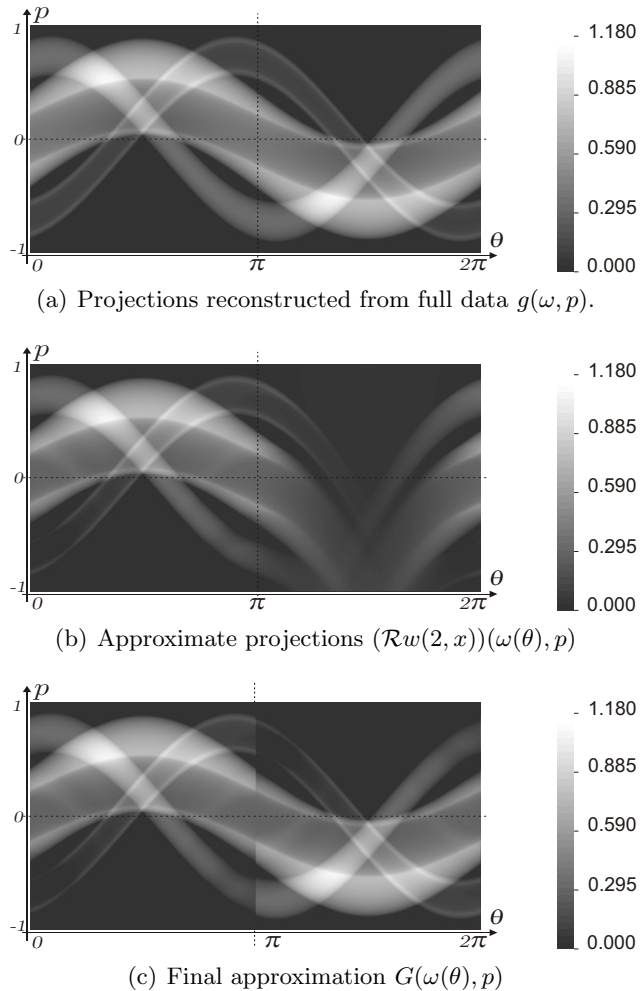 1 p
0
-1
0 π 2π θ
1.180
0.885
0.590
0.295
0.000
(a) Projections reconstructed from full data g(ω, p).
1 p
0
-1
0 π 2π θ
1.180
0.885
0.590
0.295
0.000
(b) Approximate projections (ℛw(2, x))(ω(θ), p)
1 p
0
-1
0 π 2π θ
1.180
0.885
0.590
0.295
0.000
(c) Final approximation G(ω(θ), p)